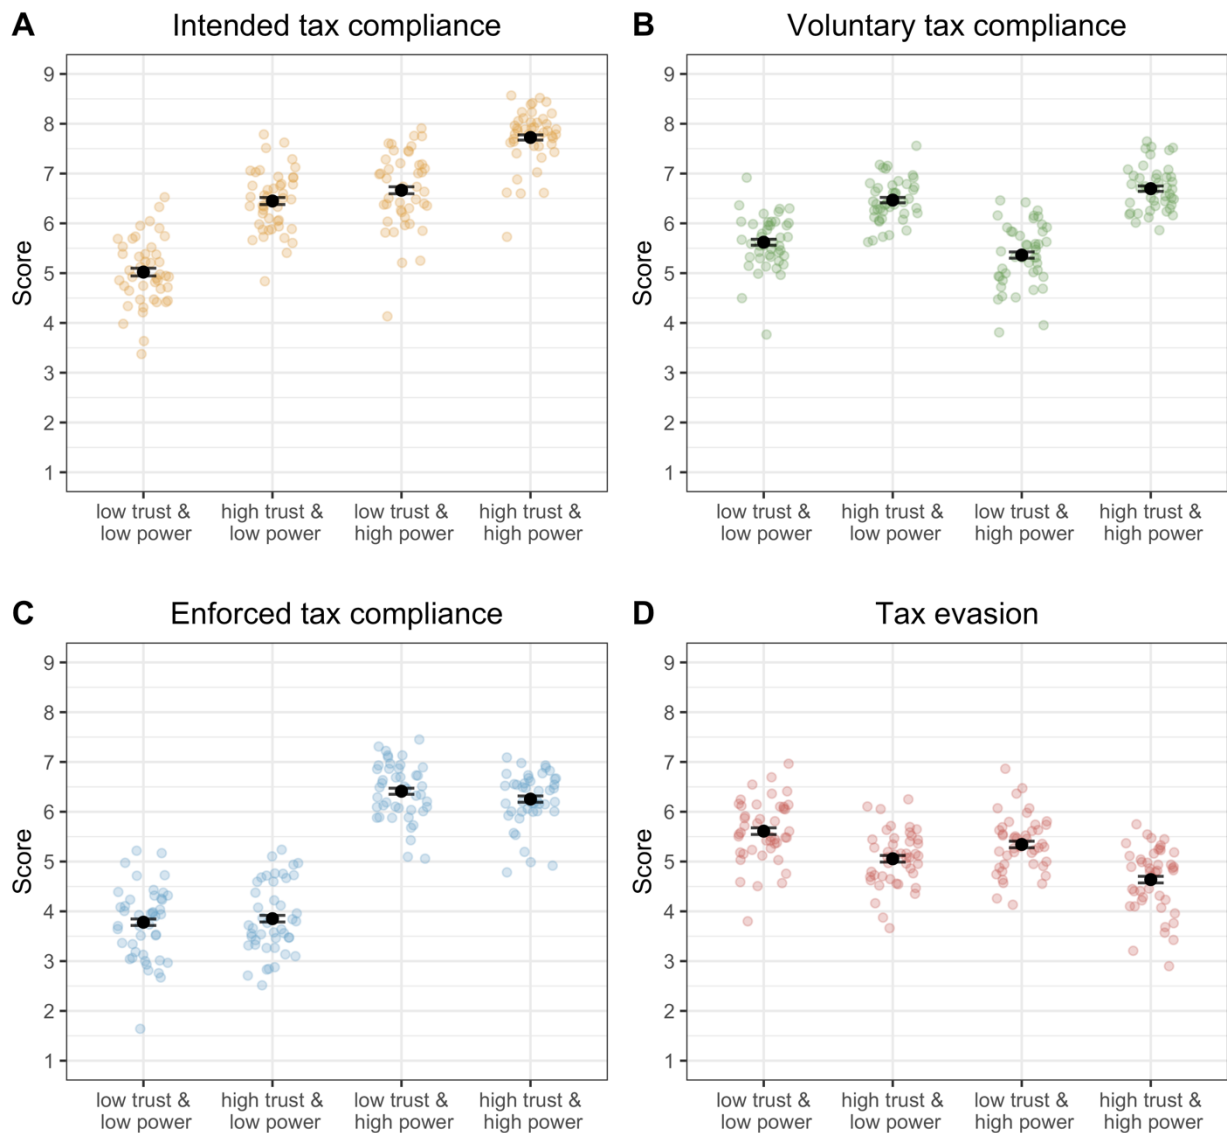 A Intended tax compliance
Score
9
8
7
6
5
4
3
2
1
low trust & high trust & low trust & high trust &
low power low power high power high power
B Voluntary tax compliance
Score
9
8
7
6
5
4
3
2
1
low trust & high trust & low trust & high trust &
low power low power high power high power
C Enforced tax compliance
Score
9
8
7
6
5
4
3
2
1
low trust & high trust & low trust & high trust &
low power low power high power high power
D Tax evasion
Score
9
8
7
6
5
4
3
2
1
low trust & high trust & low trust & high trust &
low power low power high power high power